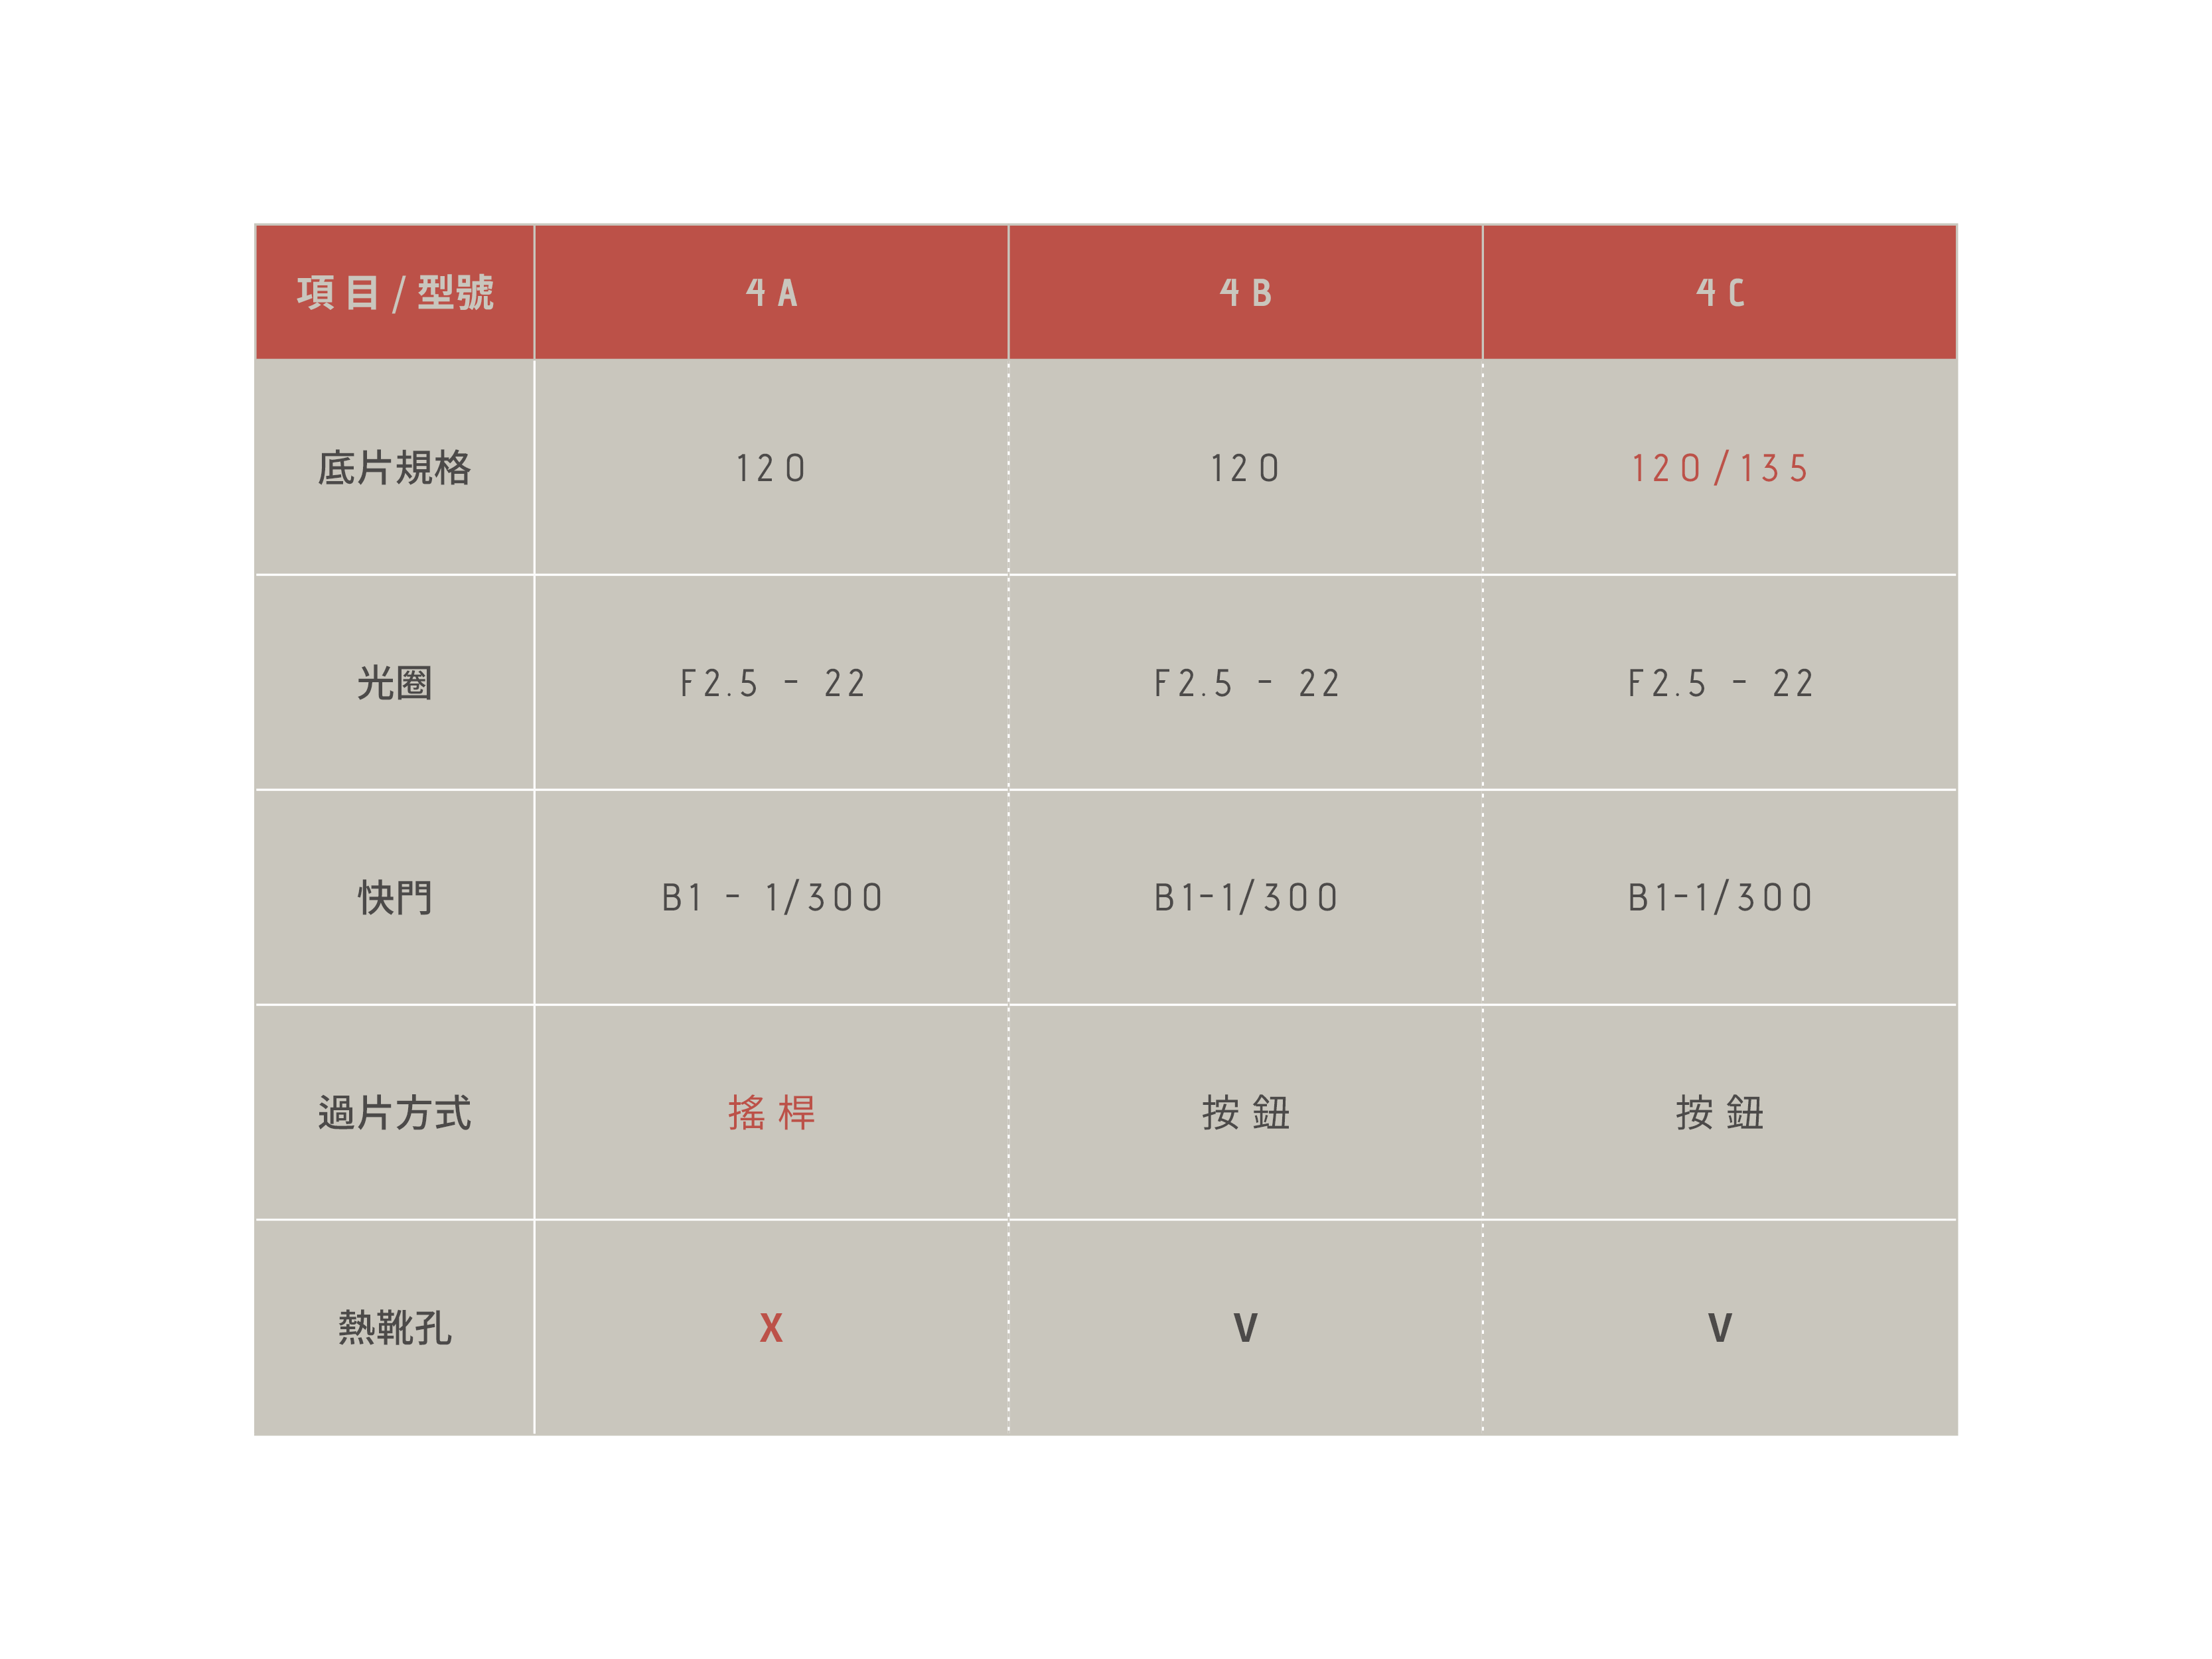 項目/型號 4A 4B 4C
底片規格 120 120 120/135
光圈 F2.5 - 22 F2.5 - 22 F2.5 - 22
快門 B1 - 1/300 B1-1/300 B1-1/300
過片方式 搖桿 按鈕 按鈕
熱靴孔 X V V